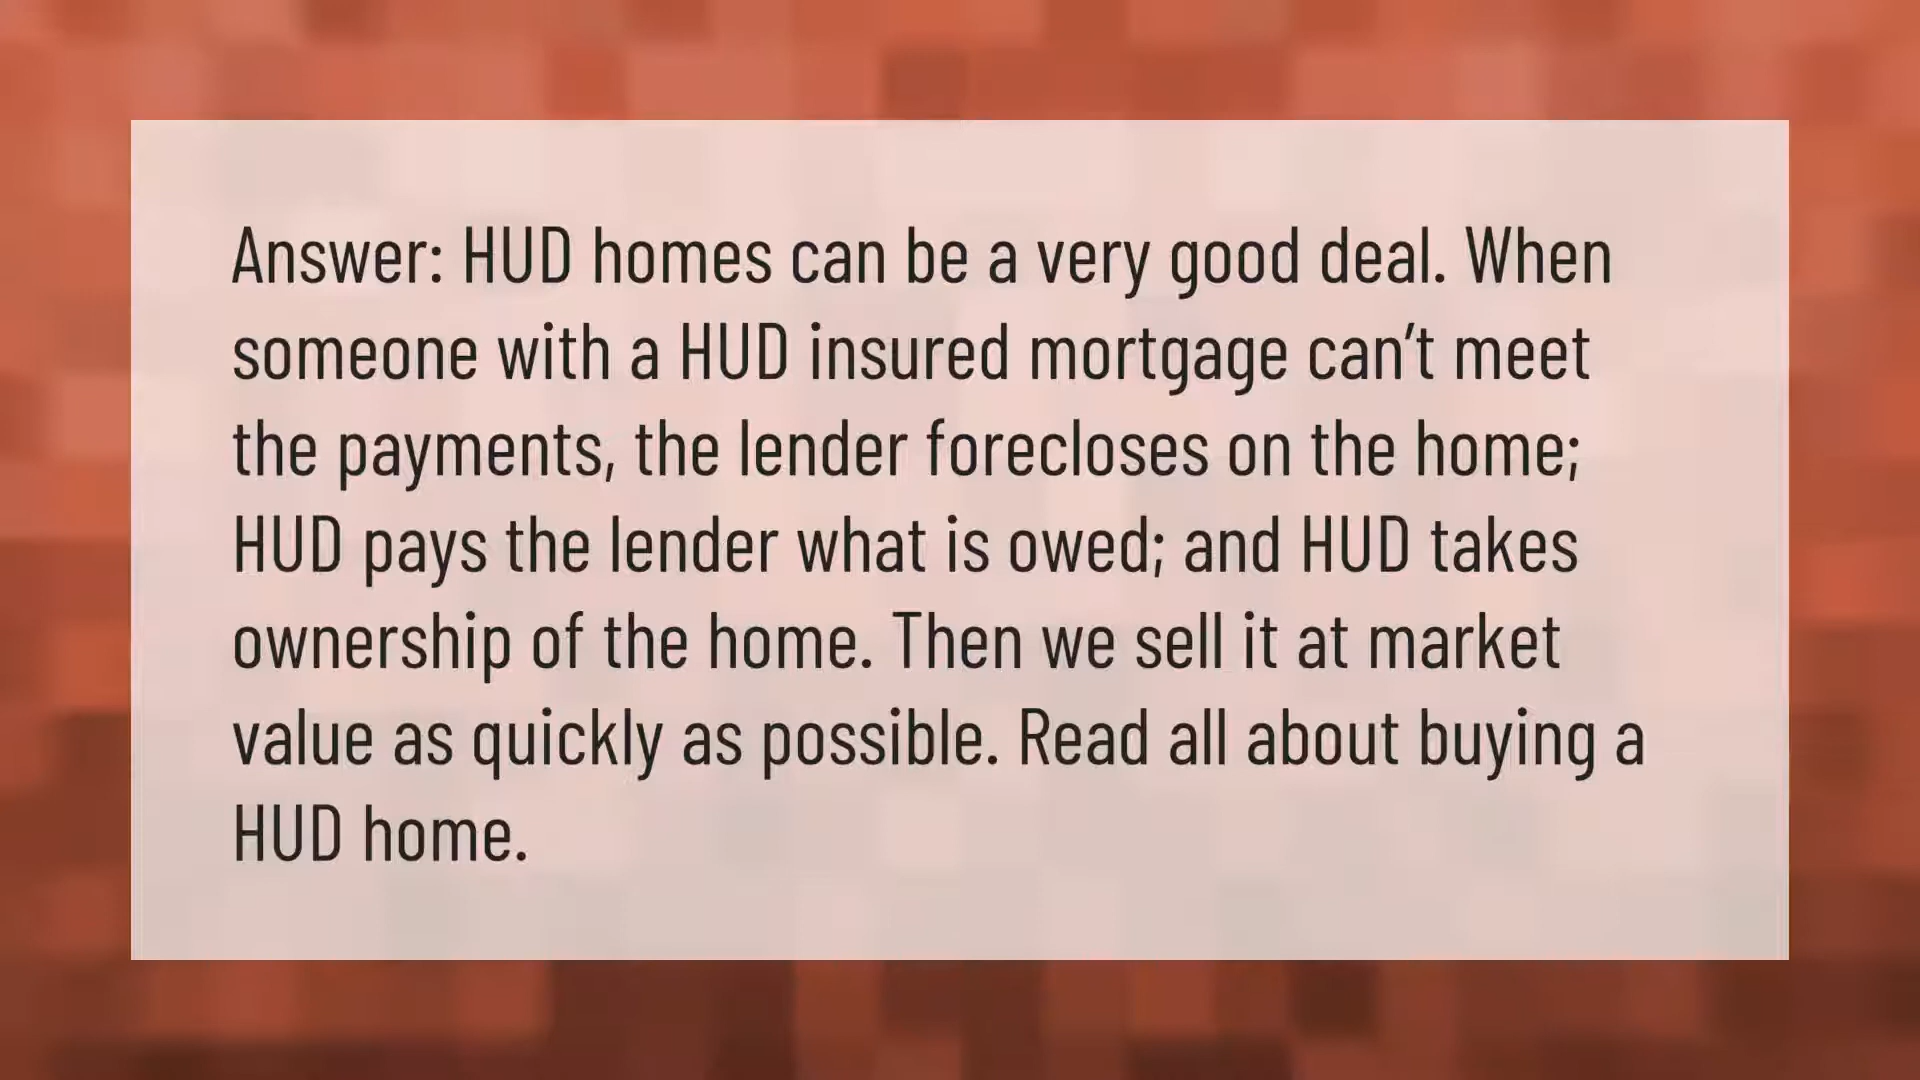 Answer: HUD homes can be a very good deal. When
someone with a HUD insured mortgage can’t meet
the payments, the lender forecloses on the home;
HUD pays the lender what is owed; and HUD takes
ownership of the home. Then we sell it at market
value as quickly as possible. Read all about buying a
HUD home.